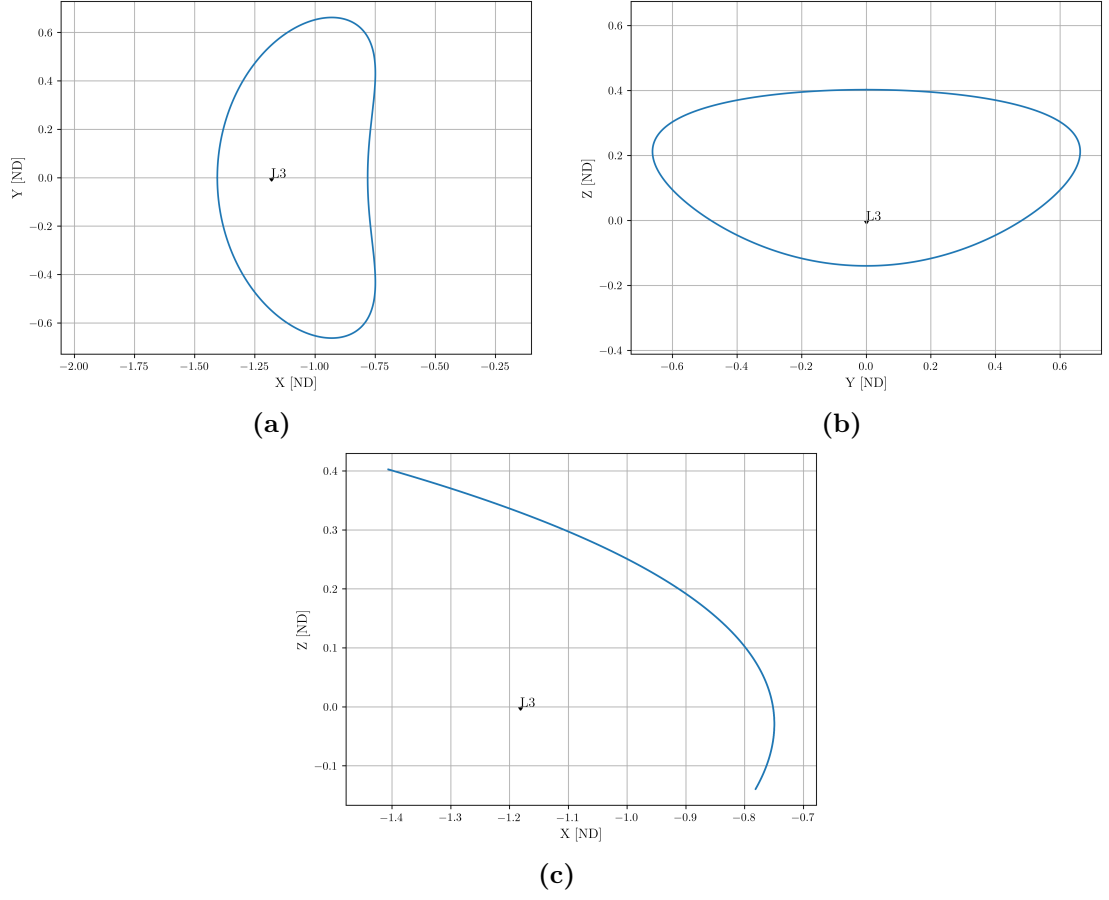 0.6
0.4
0.2
0.0
−0.2
−0.4
−0.6
Y [ND]
L3
−2.00 −1.75 −1.50 −1.25 −1.00 −0.75 −0.50 −0.25
X [ND]
(a)
0.6
0.4
0.2
0.0
−0.2
−0.4
Z [ND]
L3
−0.6 −0.4 −0.2 0.0 0.2 0.4 0.6
Y [ND]
(b)
0.4
0.3
0.2
0.1
0.0
−0.1
Z [ND]
L3
−1.4 −1.3 −1.2 −1.1 −1.0 −0.9 −0.8 −0.7
X [ND]
(c)